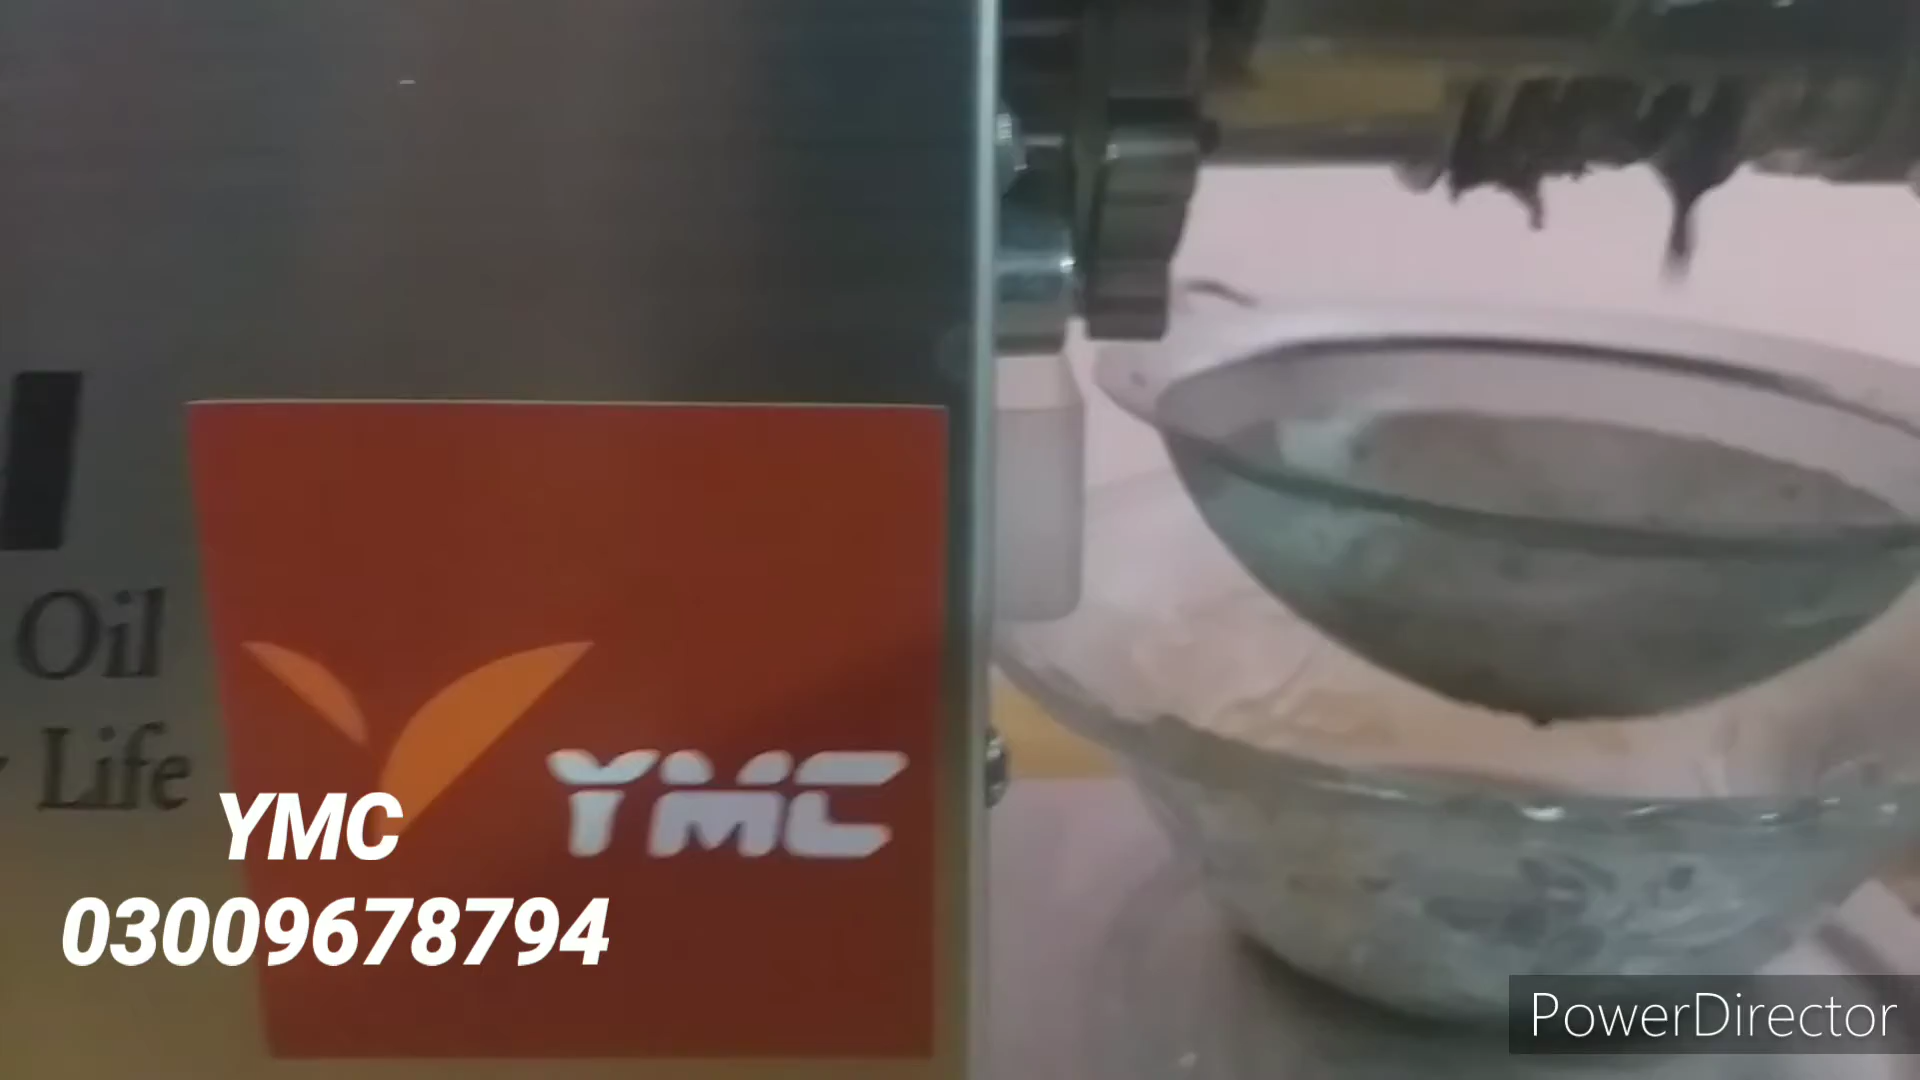 Oil
Life
YMC
YMC
03009678794
PowerDirector